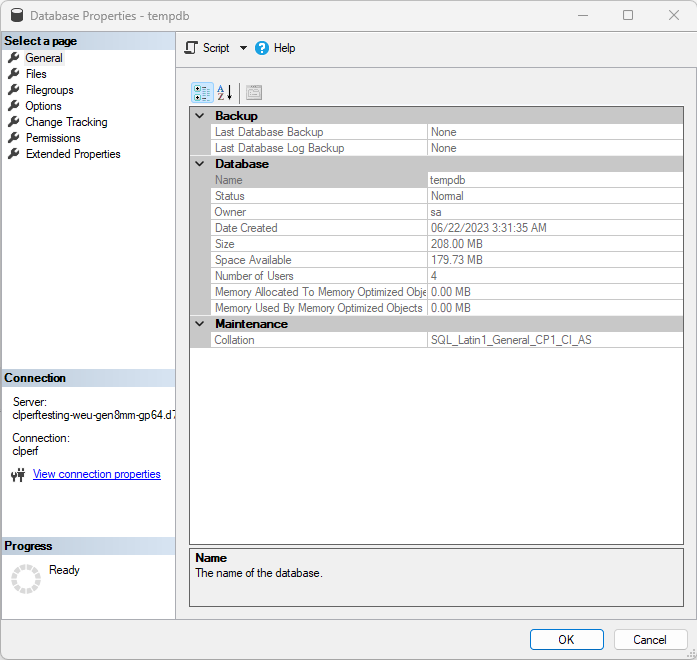 Database Properties - tempdb
Select a page
General
Files
Filegroups
Options
Change Tracking
Permissions
Extended Properties
Connection
Server:
clperftesting-weu-gen8mm-gp64.d7
Connection:
clperf
View connection properties
Progress
Ready
Script
Help
Backup
Last Database Backup None
Last Database Log Backup None
Database
Name tempdb
Status Normal
Owner sa
Date Created 06/22/2023 3:31:35 AM
Size 208.00 MB
Space Available 179.73 MB
Number of Users 4
Memory Allocated To Memory Optimized Obje 0.00 MB
Memory Used By Memory Optimized Objects 0.00 MB
Maintenance
Collation SQL_Latin1_General_CP1_CI_AS
Name
The name of the database.
OK
Cancel